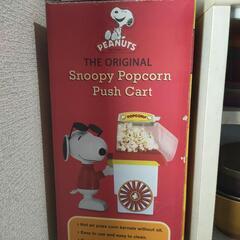 PEANUTS
THE ORIGINAL
Snoopy Popcorn
Push Cart
POPCORN
• Hot air pops corn kernels without oil.
• Easy to use and easy to clean.